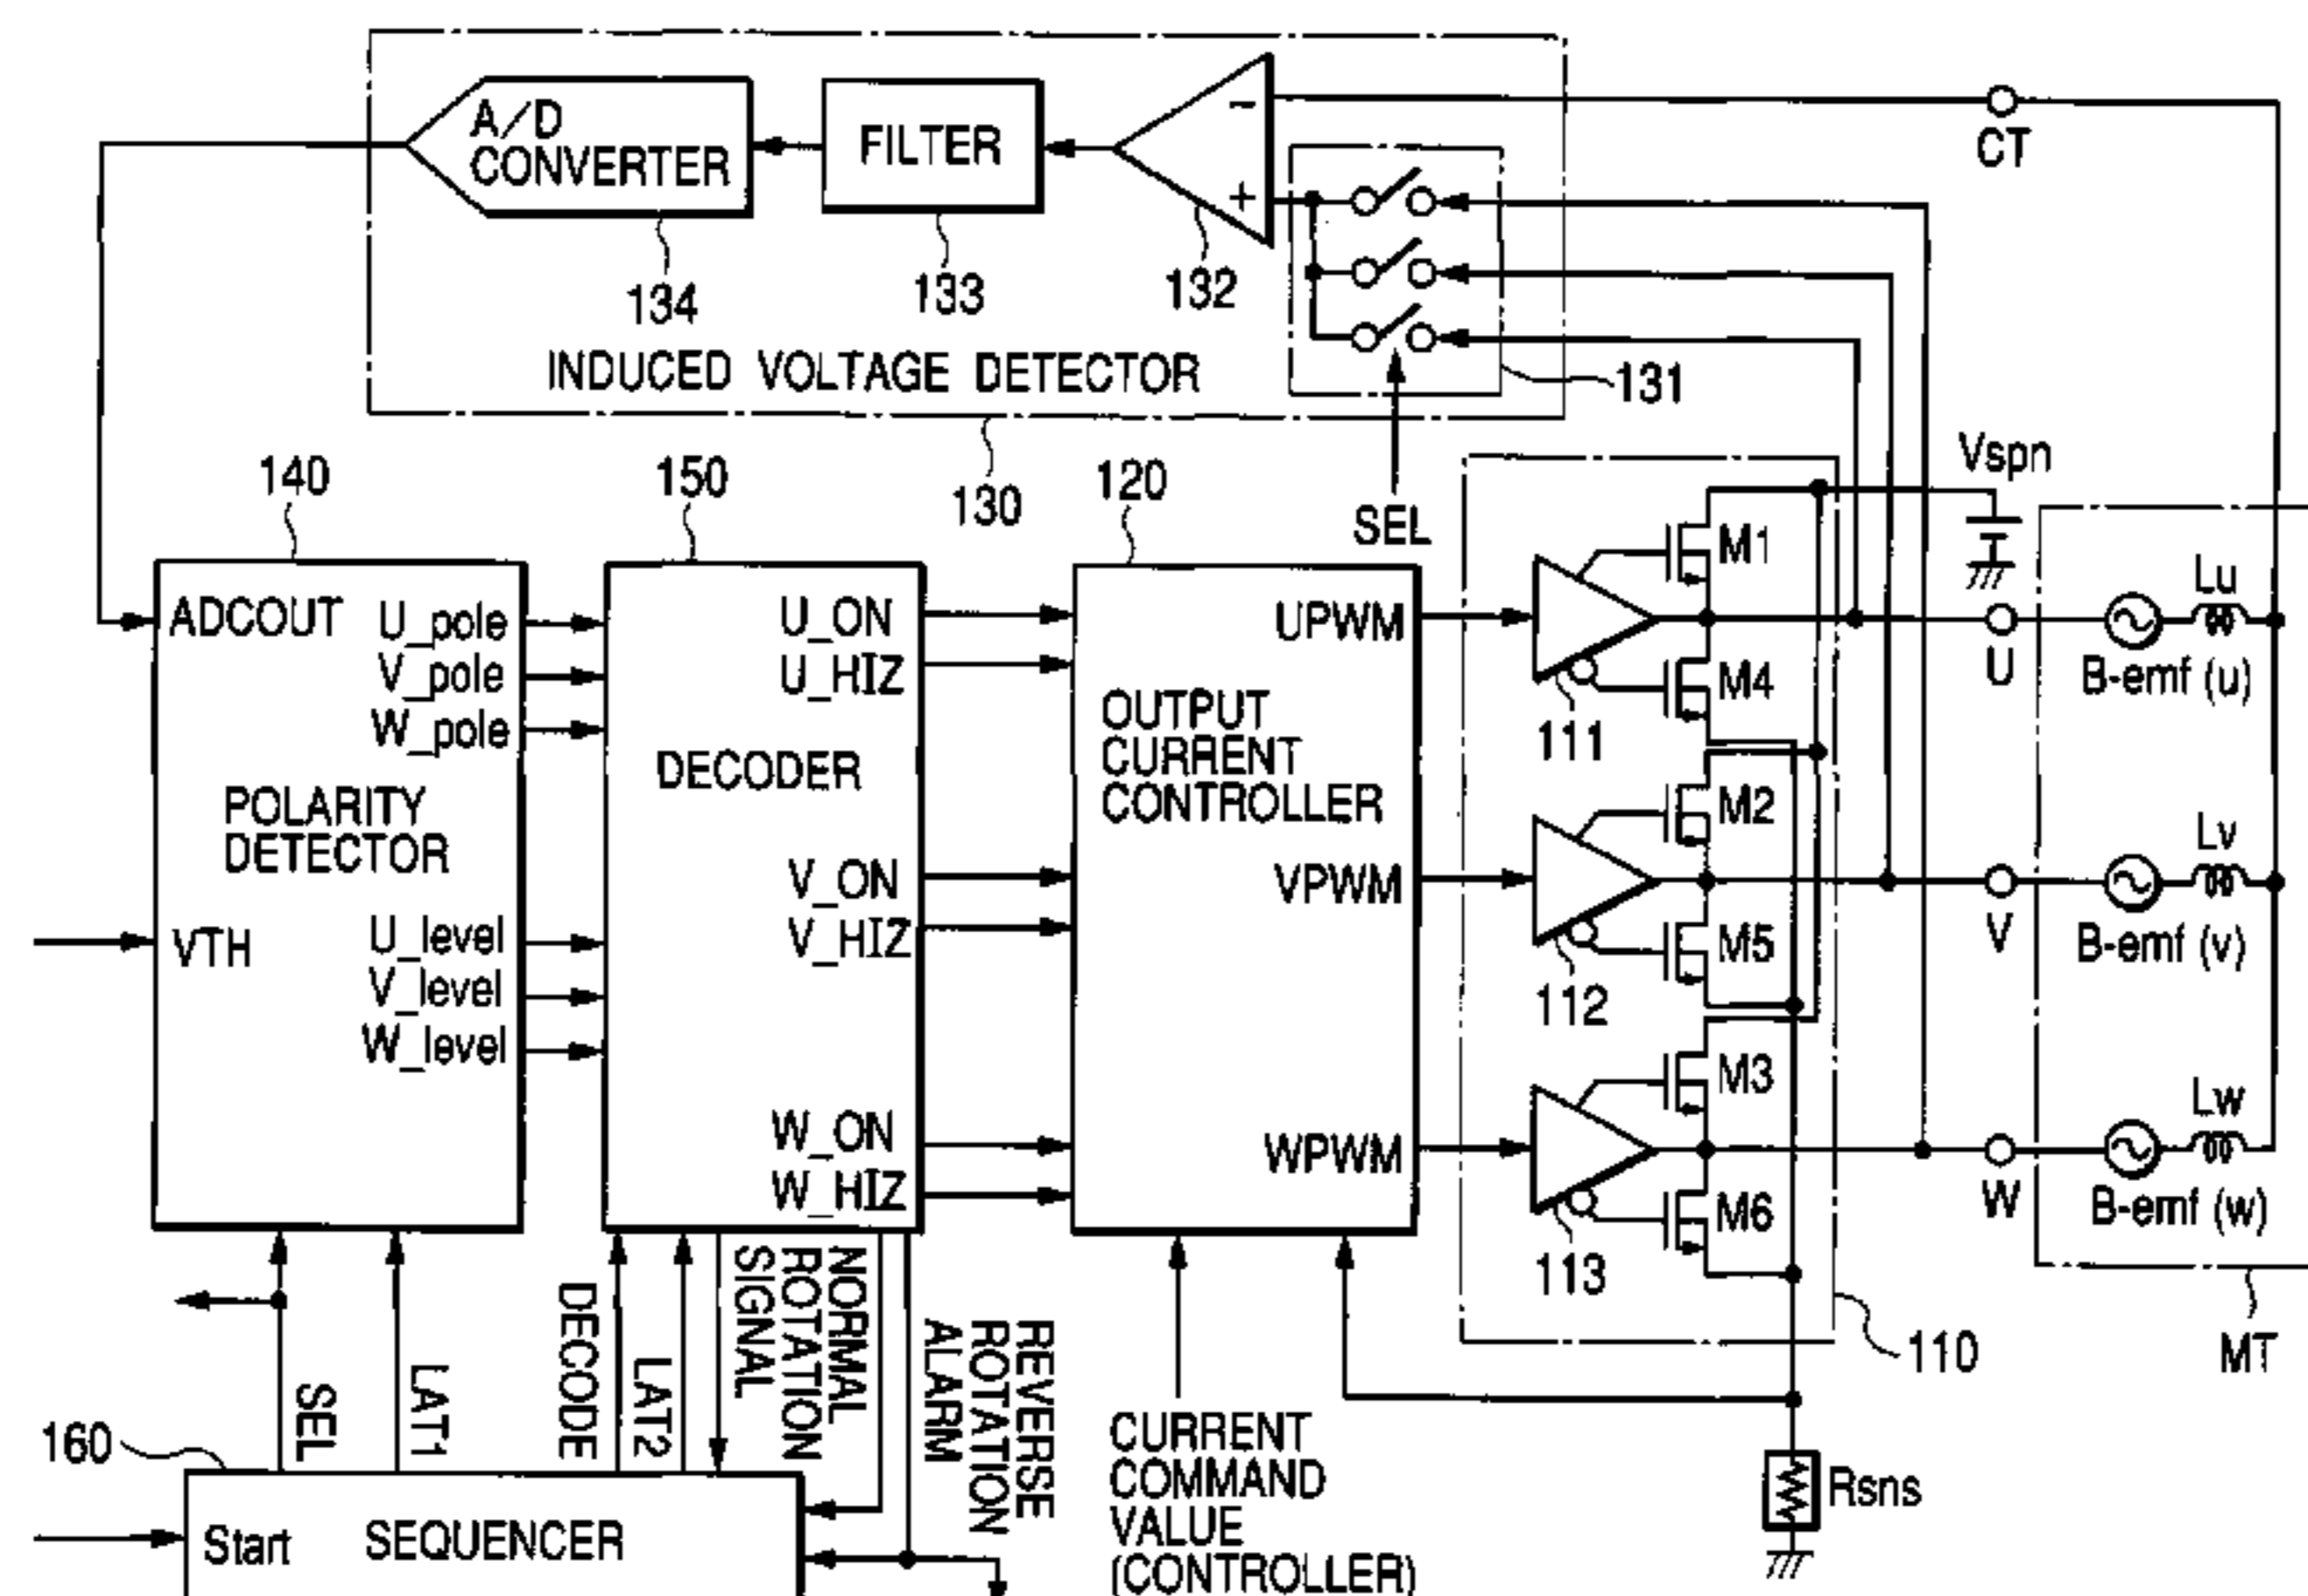 A/D
CONVERTER
FILTER
-
+
CT
134
133
132
131
INDUCED VOLTAGE DETECTOR
130
SEL
Vspn
140
150
120
ADCOUT
U_pole
V_pole
W_pole
POLARITY
DETECTOR
VTH
U_level
V_level
W_level
U_ON
U_HIZ
DECODER
V_ON
V_HIZ
W_ON
W_HIZ
UPWM
OUTPUT
CURRENT
CONTROLLER
VPWM
WPWM
M1
M4
111
M2
M5
112
M3
M6
113
110
U
V
W
Lu
B-emf (u)
Lv
B-emf (v)
Lw
B-emf (w)
MT
SEL
LAT1
DECODE
LAT2
NORMAL
ROTATION
SIGNAL
REVERSE
ROTATION
ALARM
160
Start
SEQUENCER
CURRENT
COMMAND
VALUE
(CONTROLLER)
Rsns